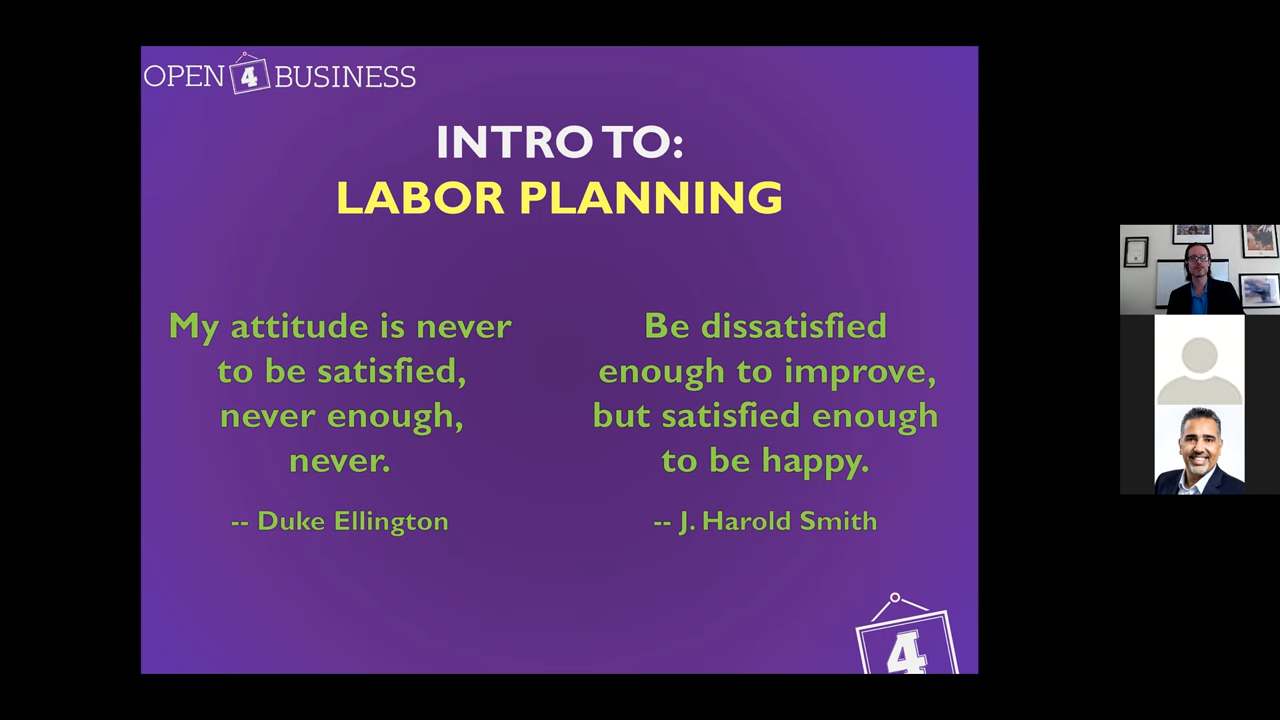 OPEN 4 BUSINESS
INTRO TO:
LABOR PLANNING
My attitude is never
to be satisfied,
never enough,
never.
-- Duke Ellington
Be dissatisfied
enough to improve,
but satisfied enough
to be happy.
-- J. Harold Smith
4